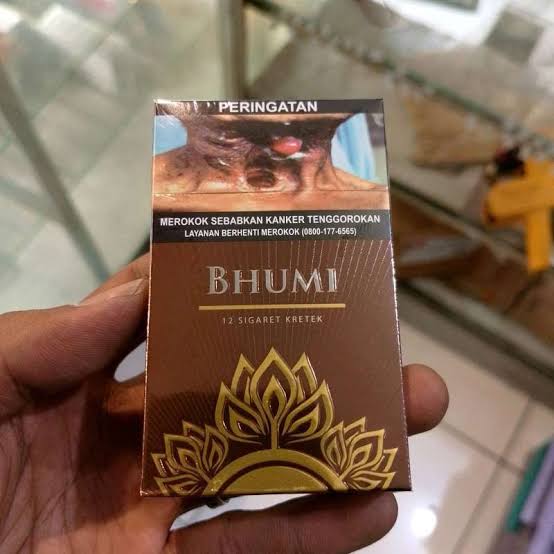 PERINGATAN
MEROKOK SEBABKAN KANKER TENGGOROKAN
LAYANAN BERHENTI MEROKOK (0800-177-6565)
BHUMI
12 SIGARET KRETEK